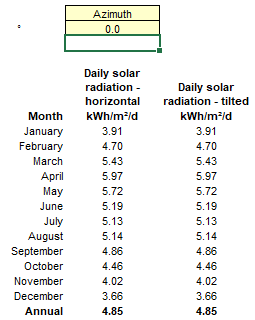 Azimuth
° 0.0
Daily solar
radiation - Daily solar
horizontal radiation - tilted
Month kWh/m²/d kWh/m²/d
January 3.91 3.91
February 4.70 4.70
March 5.43 5.43
April 5.97 5.97
May 5.72 5.72
June 5.19 5.19
July 5.13 5.13
August 5.14 5.14
September 4.86 4.86
October 4.46 4.46
November 4.02 4.02
December 3.66 3.66
Annual 4.85 4.85